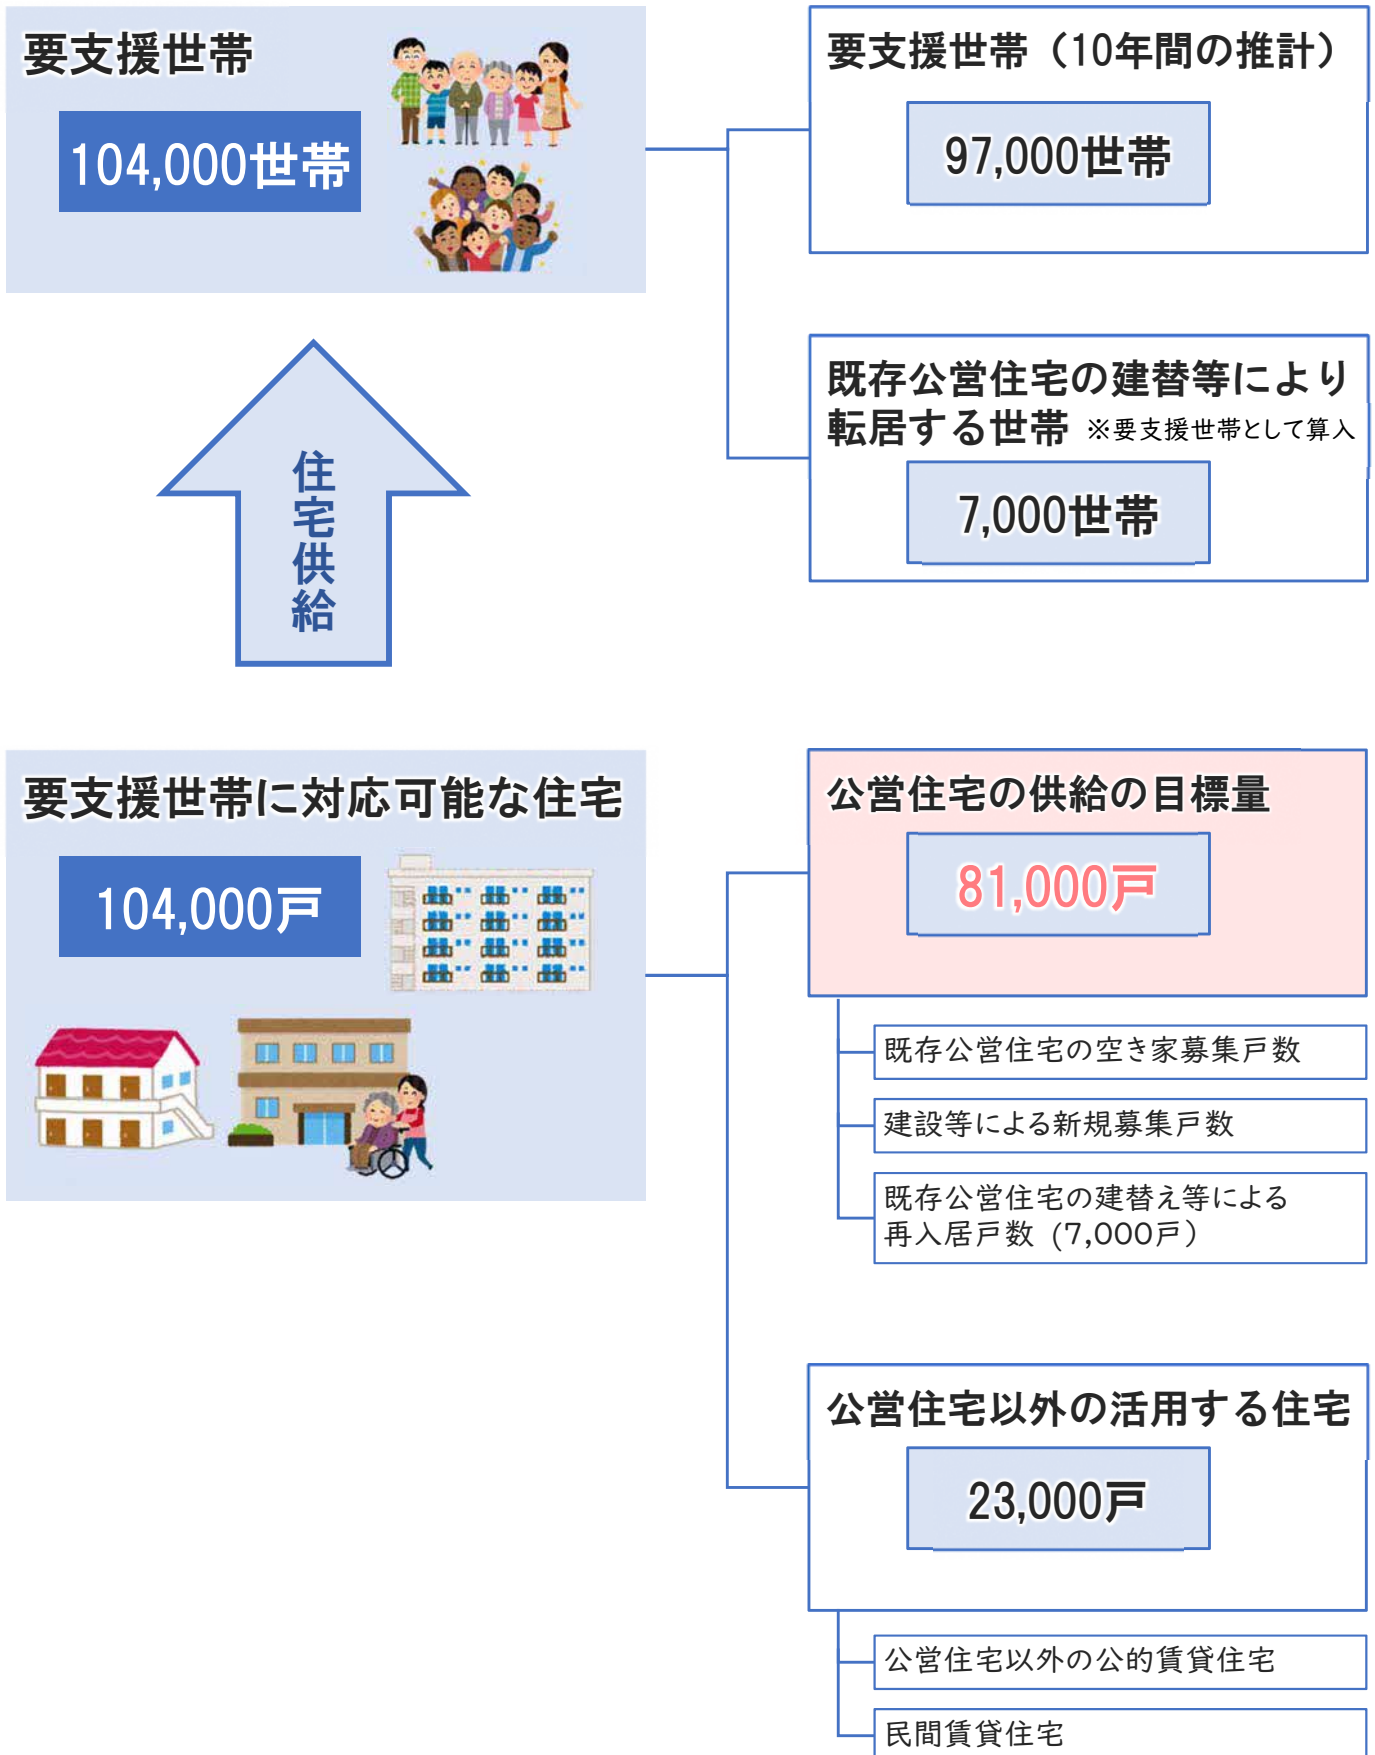 要支援世帯
104,000世帯
要支援世帯（10年間の推計）
97,000世帯
既存公営住宅の建替等により
転居する世帯 ※要支援世帯として算入
7,000世帯
住宅供給
要支援世帯に対応可能な住宅
104,000戸
公営住宅の供給の目標量
81,000戸
既存公営住宅の空き家募集戸数
建設等による新規募集戸数
既存公営住宅の建替え等による
再入居戸数 (7,000戸）
公営住宅以外の活用する住宅
23,000戸
公営住宅以外の公的賃貸住宅
民間賃貸住宅